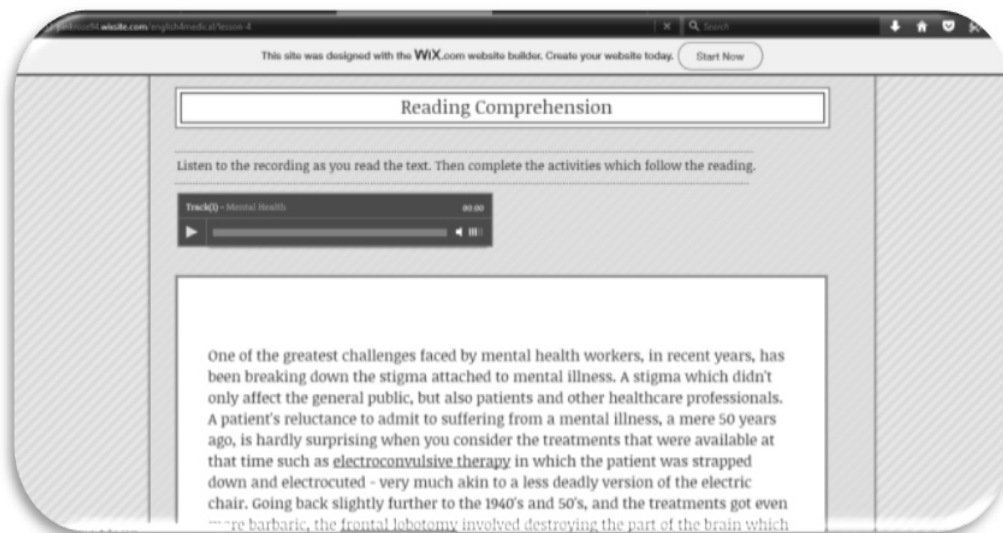 wixsite.com/english4medical/lesson-4
Search
This site was designed with the WiX.com website builder. Create your website today. Start Now
Reading Comprehension
Listen to the recording as you read the text. Then complete the activities which follow the reading.
Track(1) - Mental Health 00:00
One of the greatest challenges faced by mental health workers, in recent years, has
been breaking down the stigma attached to mental illness. A stigma which didn't
only affect the general public, but also patients and other healthcare professionals.
A patient's reluctance to admit to suffering from a mental illness, a mere 50 years
ago, is hardly surprising when you consider the treatments that were available at
that time such as electroconvulsive therapy in which the patient was strapped
down and electrocuted - very much akin to a less deadly version of the electric
chair. Going back slightly further to the 1940's and 50's, and the treatments got even
barbaric, the frontal lobotomy involved destroying the part of the brain which